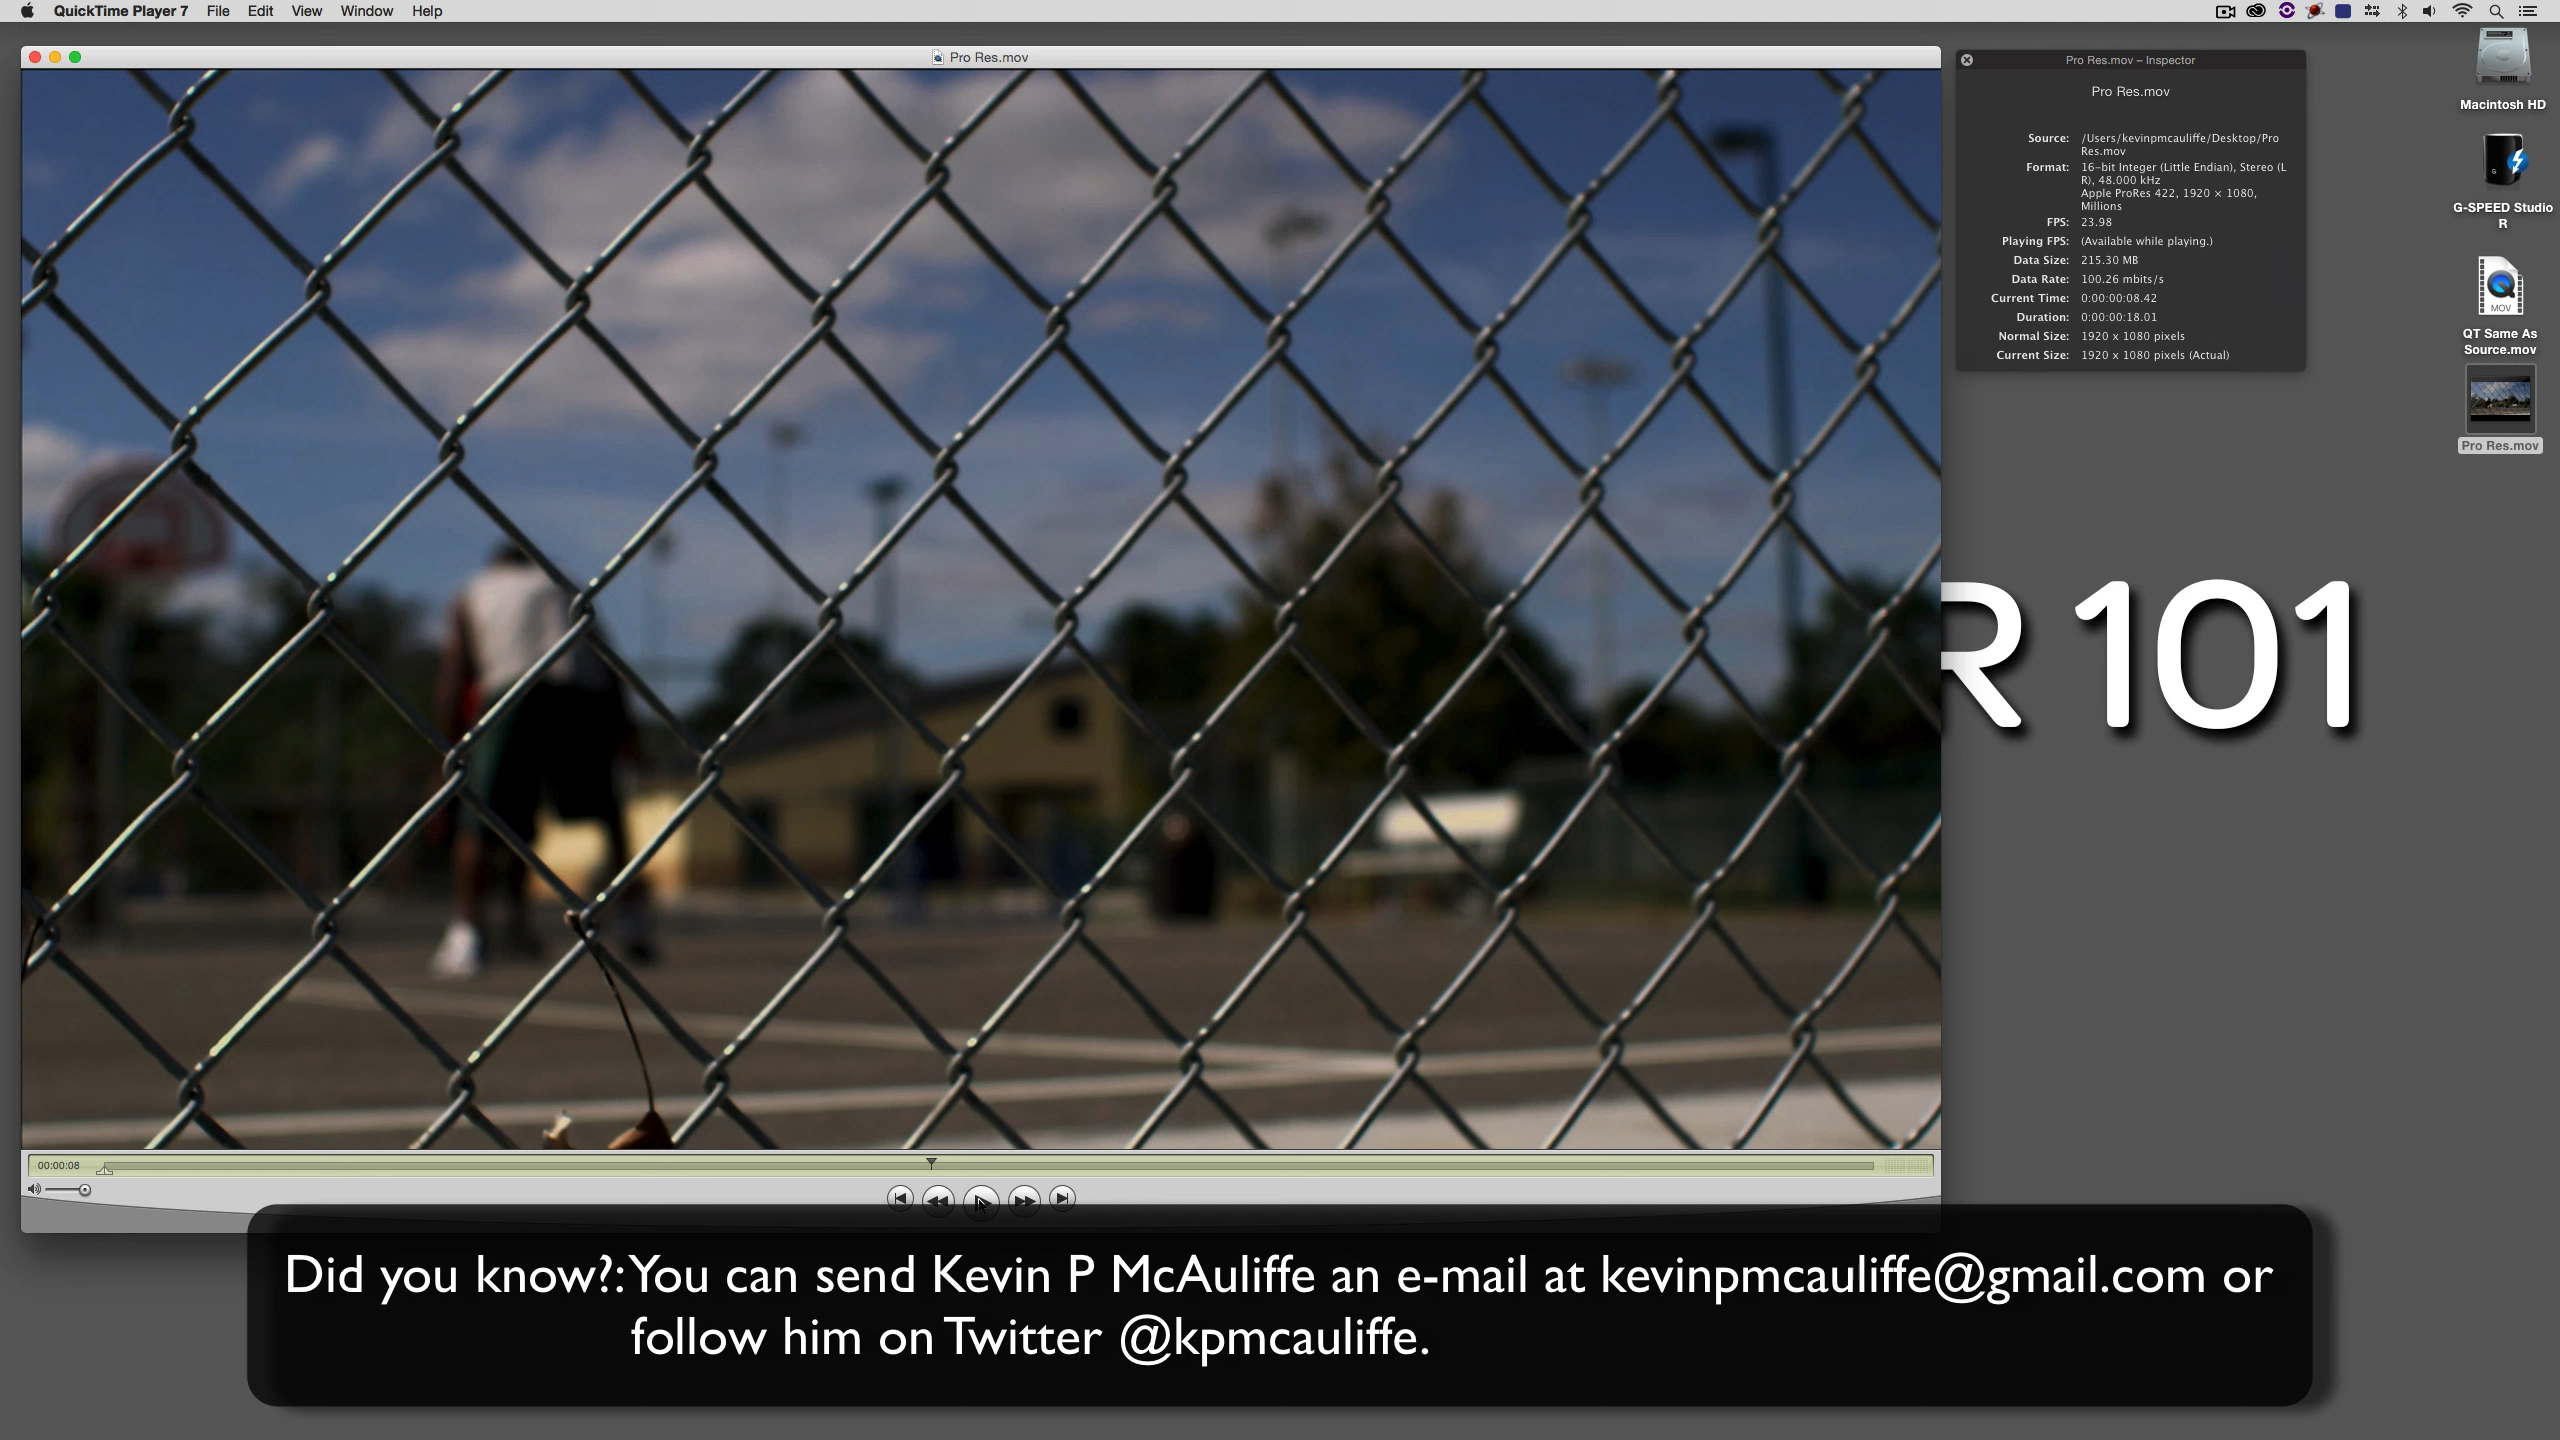 QuickTime Player 7 File Edit View Window Help
Pro Res.mov
Pro Res.mov – Inspector
Pro Res.mov
Source: /Users/kevinpmcauliffe/Desktop/Pro
Res.mov
Format: 16-bit Integer (Little Endian), Stereo (L
R), 48.000 kHz
Apple ProRes 422, 1920 × 1080,
Millions
FPS: 23.98
Playing FPS: (Available while playing.)
Data Size: 215.30 MB
Data Rate: 100.26 mbits/s
Current Time: 0:00:00:08.42
Duration: 0:00:00:18.01
Normal Size: 1920 x 1080 pixels
Current Size: 1920 x 1080 pixels (Actual)
Macintosh HD
G-SPEED Studio
R
MOV
QT Same As
Source.mov
Pro Res.mov
R 101
00:00:08
Did you know?: You can send Kevin P McAuliffe an e-mail at kevinpmcauliffe@gmail.com or
follow him on Twitter @kpmcauliffe.